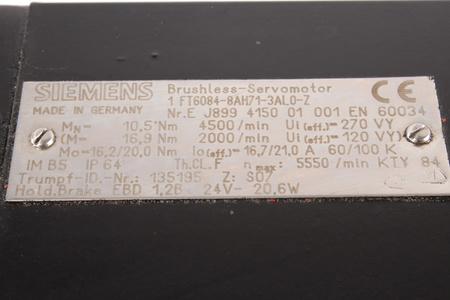 SIEMENS Brushless-Servomotor CE
MADE IN GERMANY 1 FT6084-8AH71-3AL0-Z
Nr.E J899 4150 01 001 EN 60034
MN= 10,5 Nm 4500/min Ui(eff.)= 270 VY
(M= 16,9 Nm 2000/min Ui(eff.)= 120 VY)
Mo=16,2/20,0 Nm Io(eff.)=16,7/21,0 A 60/100 K
IM B5 IP 64 Th.Cl.F nmax: 5550 /min KTY 84
Trumpf-ID.-Nr.: 135195 Z: S07
Hold.Brake EBD 1,2B 24V- 20,6W